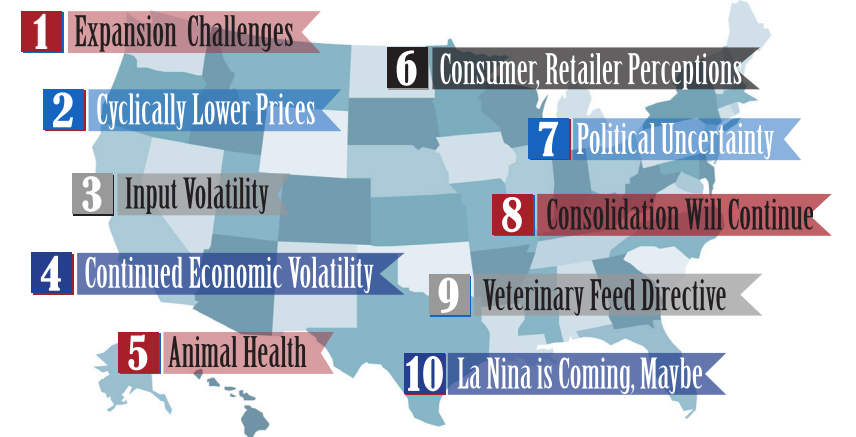 1 Expansion Challenges
2 Cyclically Lower Prices
3 Input Volatility
4 Continued Economic Volatility
5 Animal Health
6 Consumer, Retailer Perceptions
7 Political Uncertainty
8 Consolidation Will Continue
9 Veterinary Feed Directive
10 La Nina is Coming, Maybe